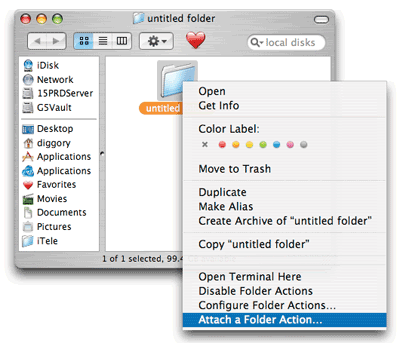 untitled folder
local disks
iDisk
Network
15PRDServer
G5Vault
Desktop
diggory
Applications
Applications
Favorites
Movies
Documents
Pictures
iTele
untitled
1 of 1 selected, 99.4
Open
Get Info
Color Label:
Move to Trash
Duplicate
Make Alias
Create Archive of “untitled folder”
Copy “untitled folder”
Open Terminal Here
Disable Folder Actions
Configure Folder Actions...
Attach a Folder Action...